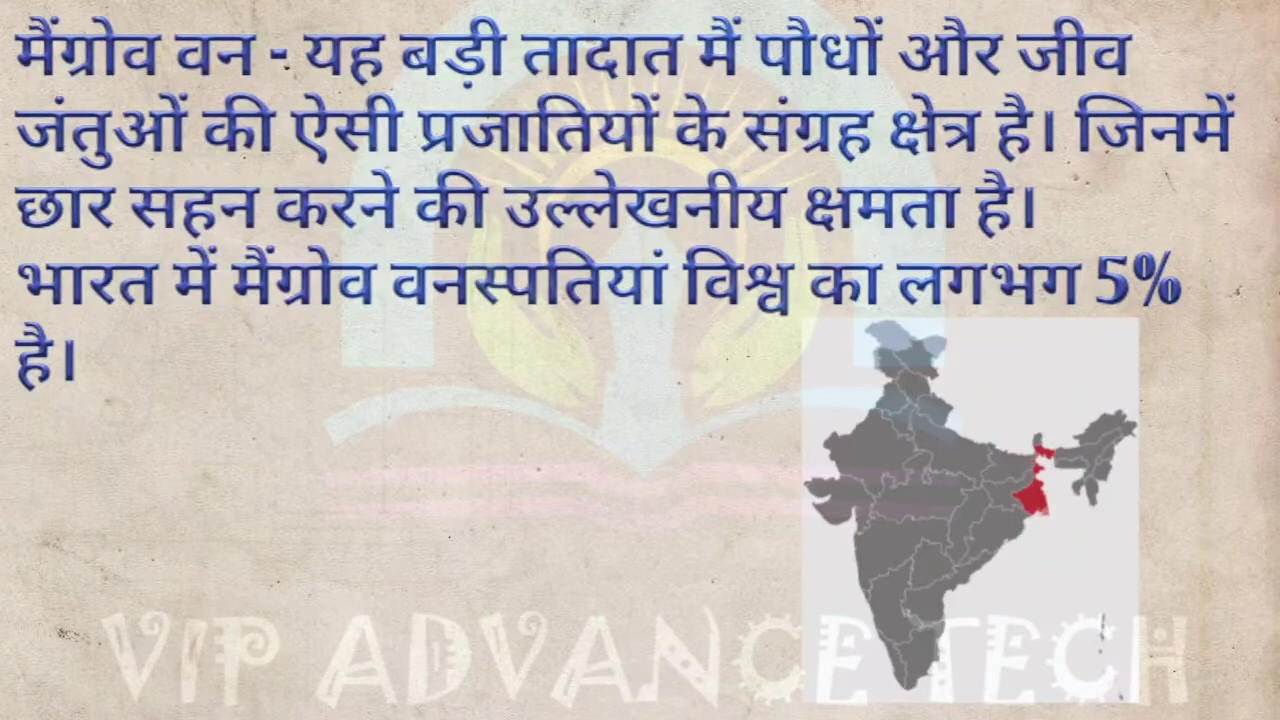 मैंग्रोव वन - यह बड़ी तादात मैं पौधों और जीव
जंतुओं की ऐसी प्रजातियों के संग्रह क्षेत्र है। जिनमें
छार सहन करने की उल्लेखनीय क्षमता है।
भारत में मैंग्रोव वनस्पतियां विश्व का लगभग 5%
है।
VIP ADVANCE TECH